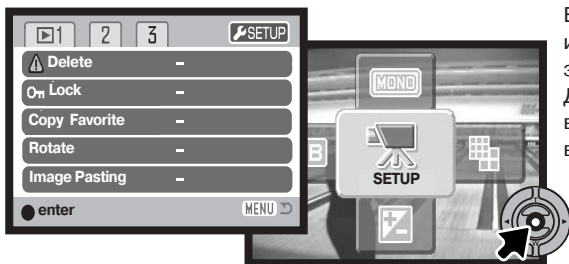 1 2 3 SETUP
Delete –
Lock –
Copy Favorite –
Rotate –
Image Pasting –
enter MENU
MONO
B
SETUP